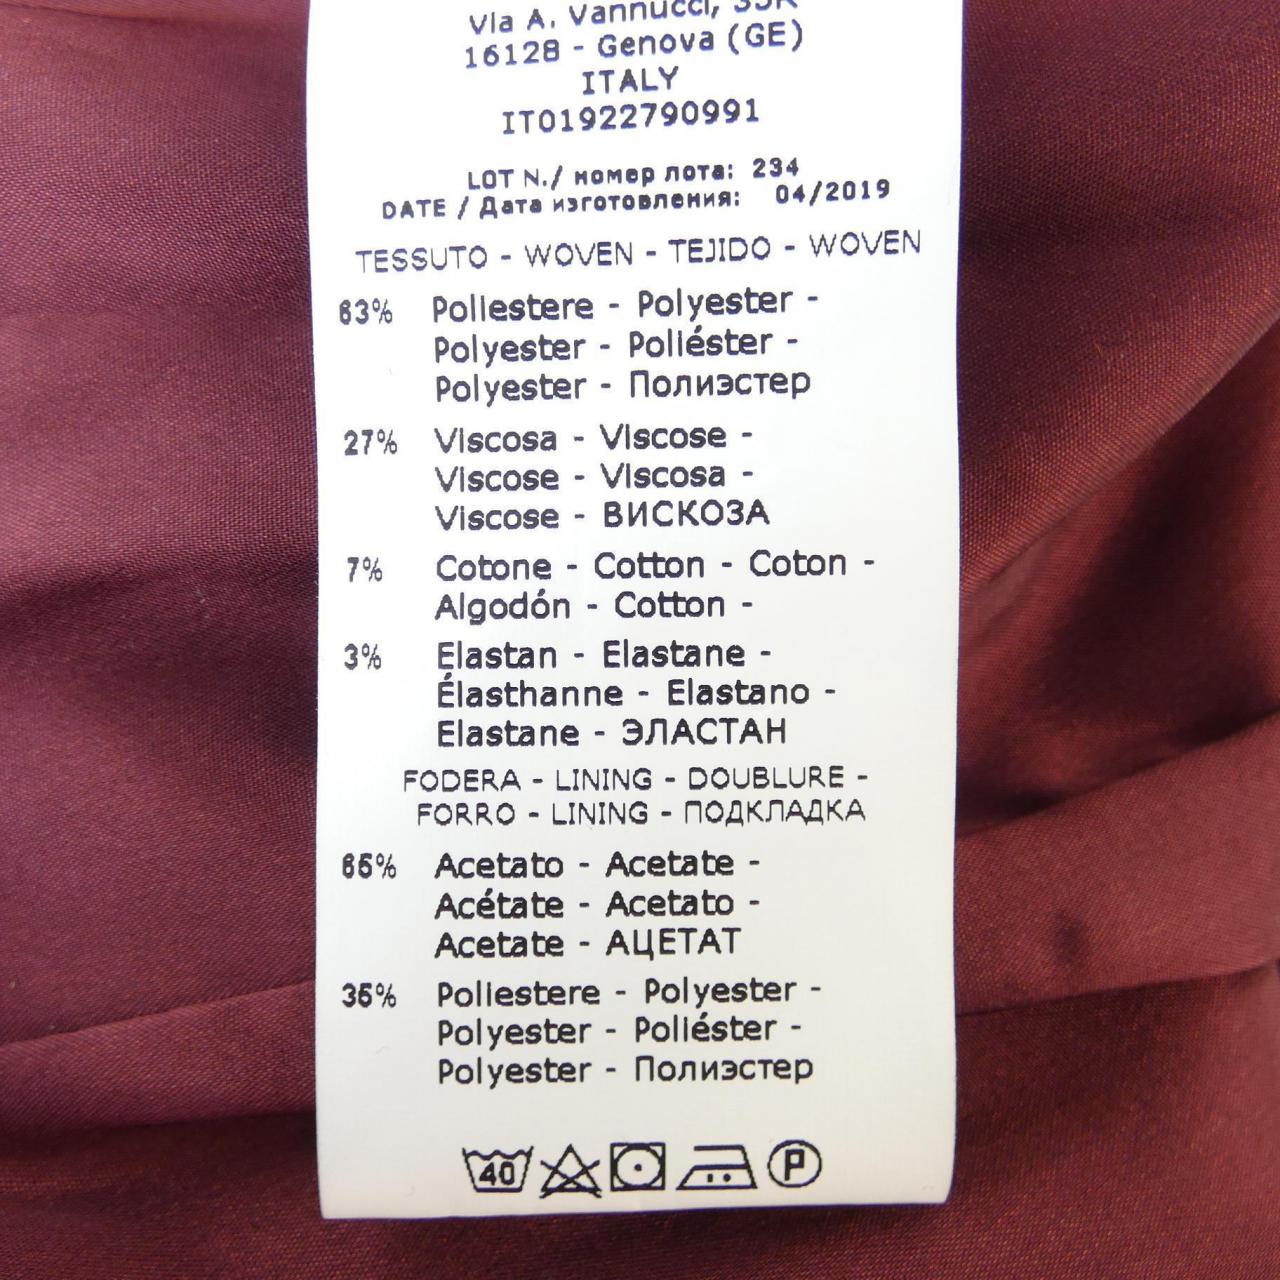 Via A. Vannucci, 33R
16128 - Genova (GE)
ITALY
IT01922790991
LOT N./ номер лота: 234
DATE / Дата изготовления: 04/2019
TESSUTO - WOVEN - TEJIDO - WOVEN
63% Poliestere - Polyester -
Polyester - Poliéster -
Polyester - Полиэстер
27% Viscosa - Viscose -
Viscose - Viscosa -
Viscose - ВИСКОЗА
7% Cotone - Cotton - Coton -
Algodón - Cotton -
3% Elastan - Elastane -
Élasthanne - Elastano -
Elastane - ЭЛАСТАН
FODERA - LINING - DOUBLURE -
FORRO - LINING - ПОДКЛАДКА
65% Acetato - Acetate -
Acétate - Acetato -
Acetate - АЦЕТАТ
35% Poliestere - Polyester -
Polyester - Poliéster -
Polyester - Полиэстер
40 P